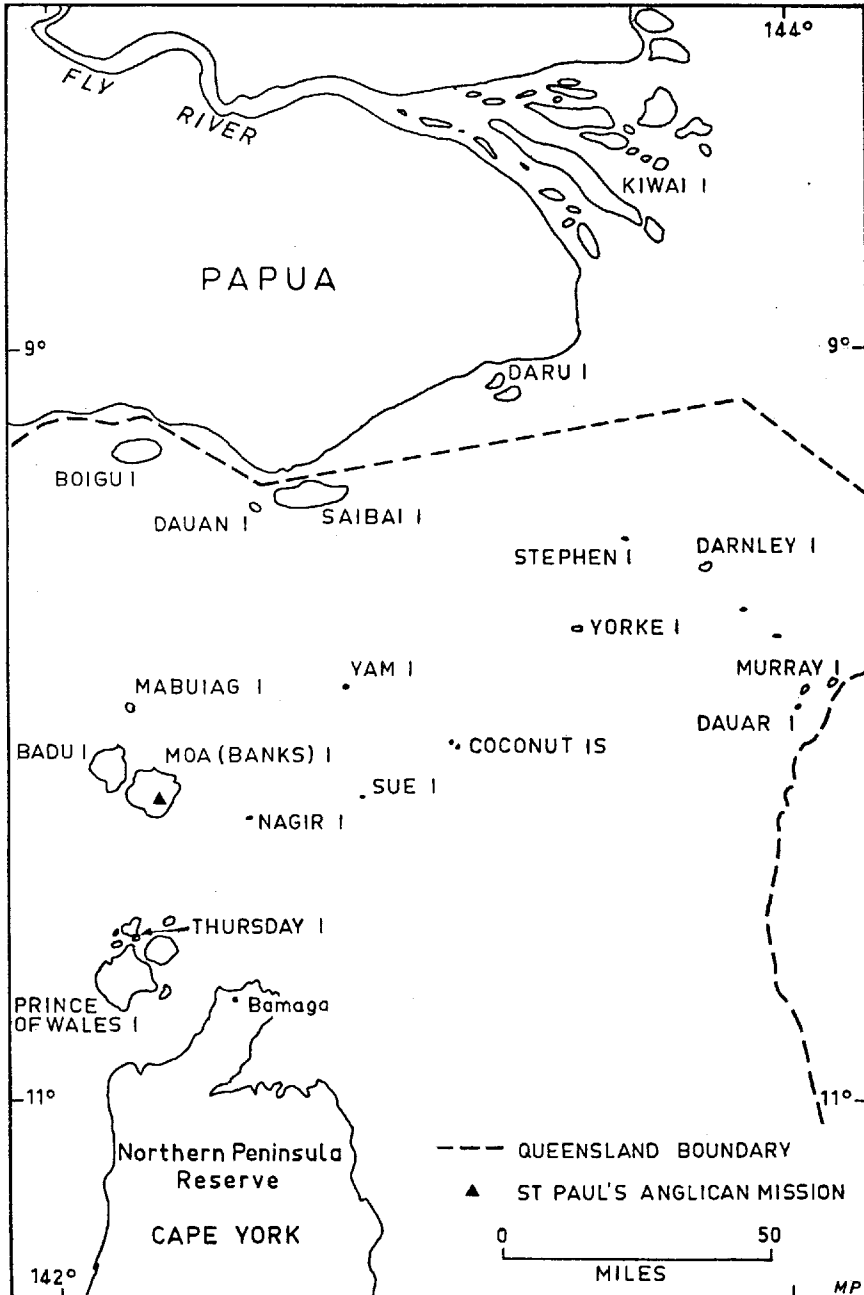 144°
FLY
RIVER
KIWAI I
PAPUA
9°
9°
DARU I
BOIGU I
DAUAN I
SAIBAI I
STEPHEN I
DARNLEY I
YORKE I
YAM I
MURRAY I
MABUIAG I
DAUAR I
BADU I
MOA (BANKS) I
COCONUT IS
SUE I
NAGIR I
THURSDAY I
PRINCE
OF WALES I
Bamaga
11°
11°
Northern Peninsula
Reserve
QUEENSLAND BOUNDARY
ST PAUL'S ANGLICAN MISSION
CAPE YORK
0 50
MILES
142°
MP